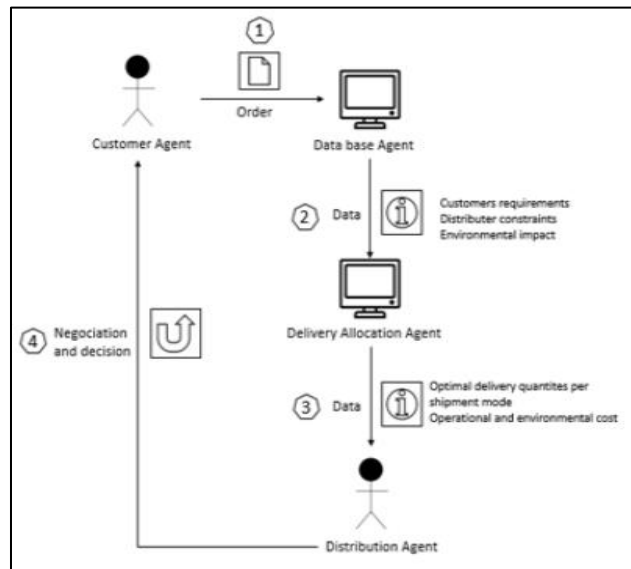 1
Order
Customer Agent
Data base Agent
2
Data
Customers requirements
Distributer constraints
Environmental impact
Delivery Allocation Agent
4
Negociation
and decision
3
Data
Optimal delivery quantites per
shipment mode
Operational and environmental cost
Distribution Agent